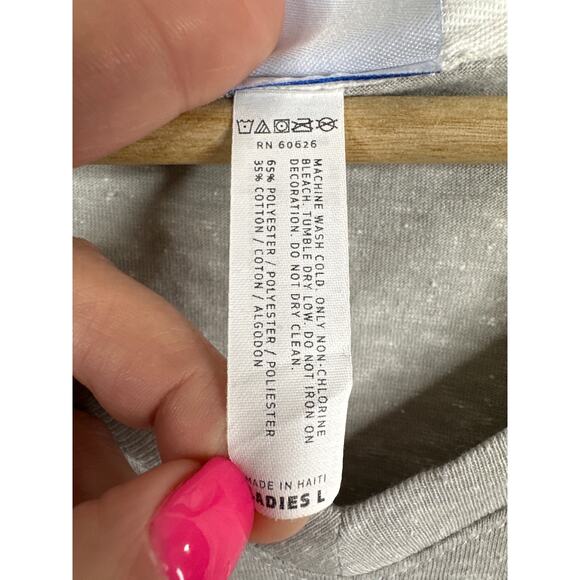 RN 60626
MACHINE WASH COLD. ONLY NON-CHLORINE
BLEACH. TUMBLE DRY LOW. DO NOT IRON ON
DECORATION. DO NOT DRY CLEAN.
65% POLYESTER / POLYESTER / POLIESTER
35% COTTON / COTON / ALGODON
MADE IN HAITI
LADIES L